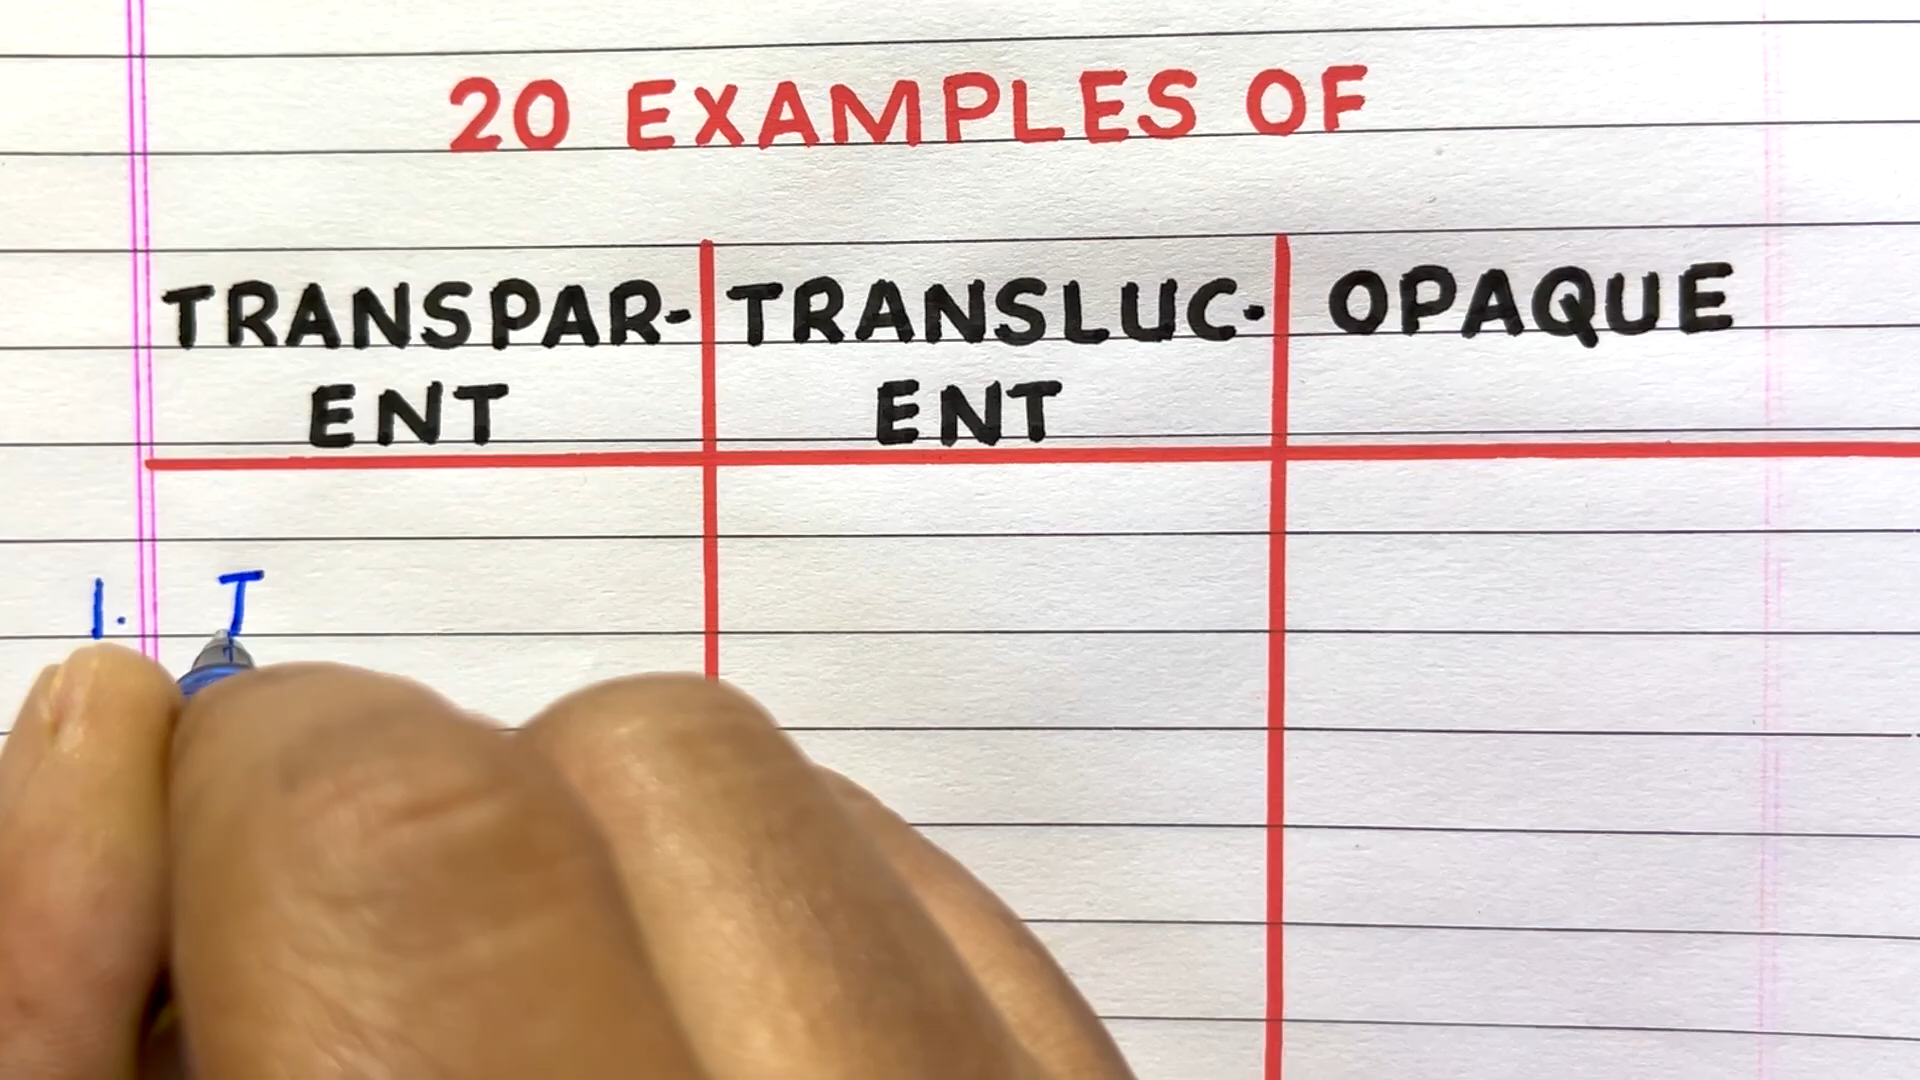 20 EXAMPLES OF
TRANSPAR- TRANSLUC- OPAQUE
ENT ENT
1. T